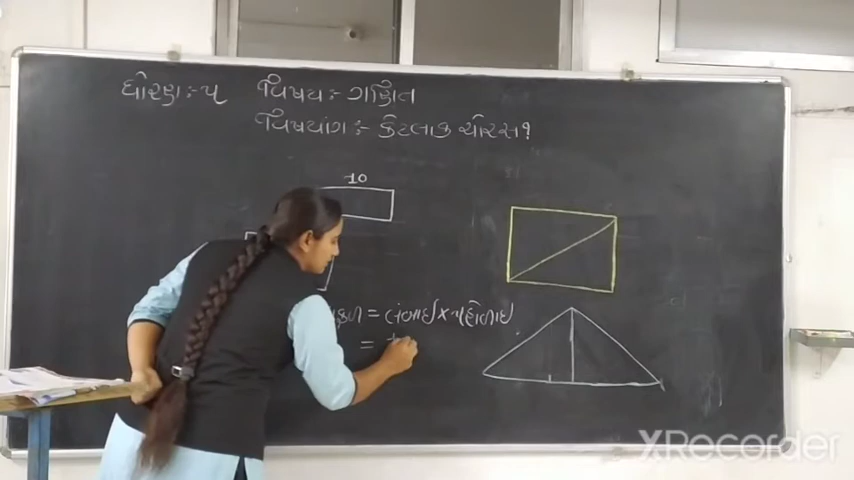 ધોરણ:- ૫ વિષય:- ગણિત
વિષયાંગ:- કેટલાક ચોરસ?
10
= લંબાઈ x પહોળાઈ
=
XRecorder